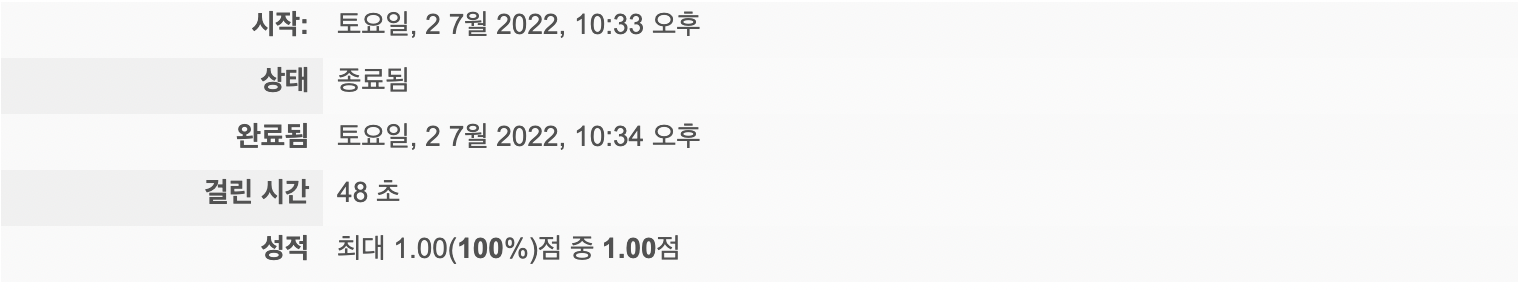 시작: 토요일, 2 7월 2022, 10:33 오후
상태 종료됨
완료됨 토요일, 2 7월 2022, 10:34 오후
걸린 시간 48 초
성적 최대 1.00(100%)점 중 1.00점